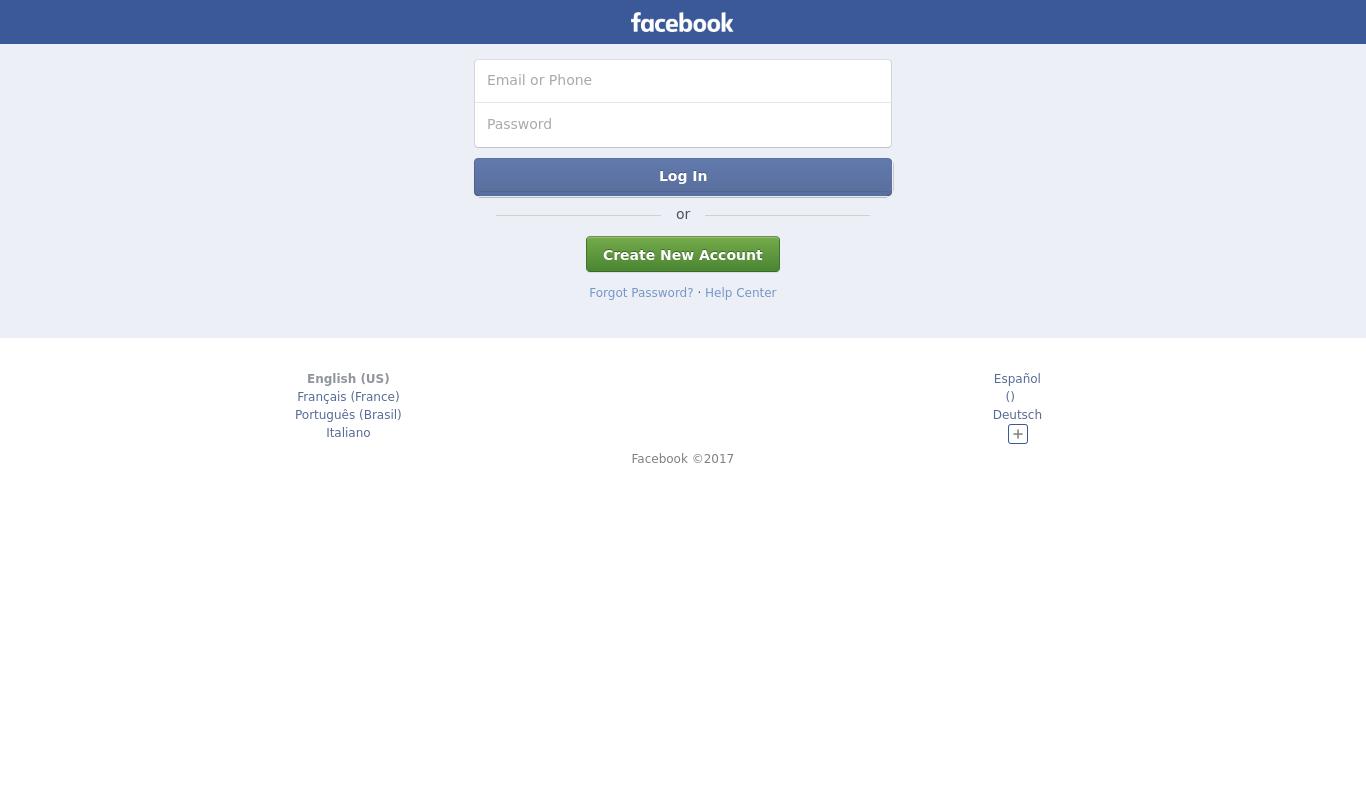 facebook
Email or Phone
Password
Log In
or
Create New Account
Forgot Password? · Help Center
English (US)
Français (France)
Português (Brasil)
Italiano
Español
()
Deutsch
+
Facebook ©2017